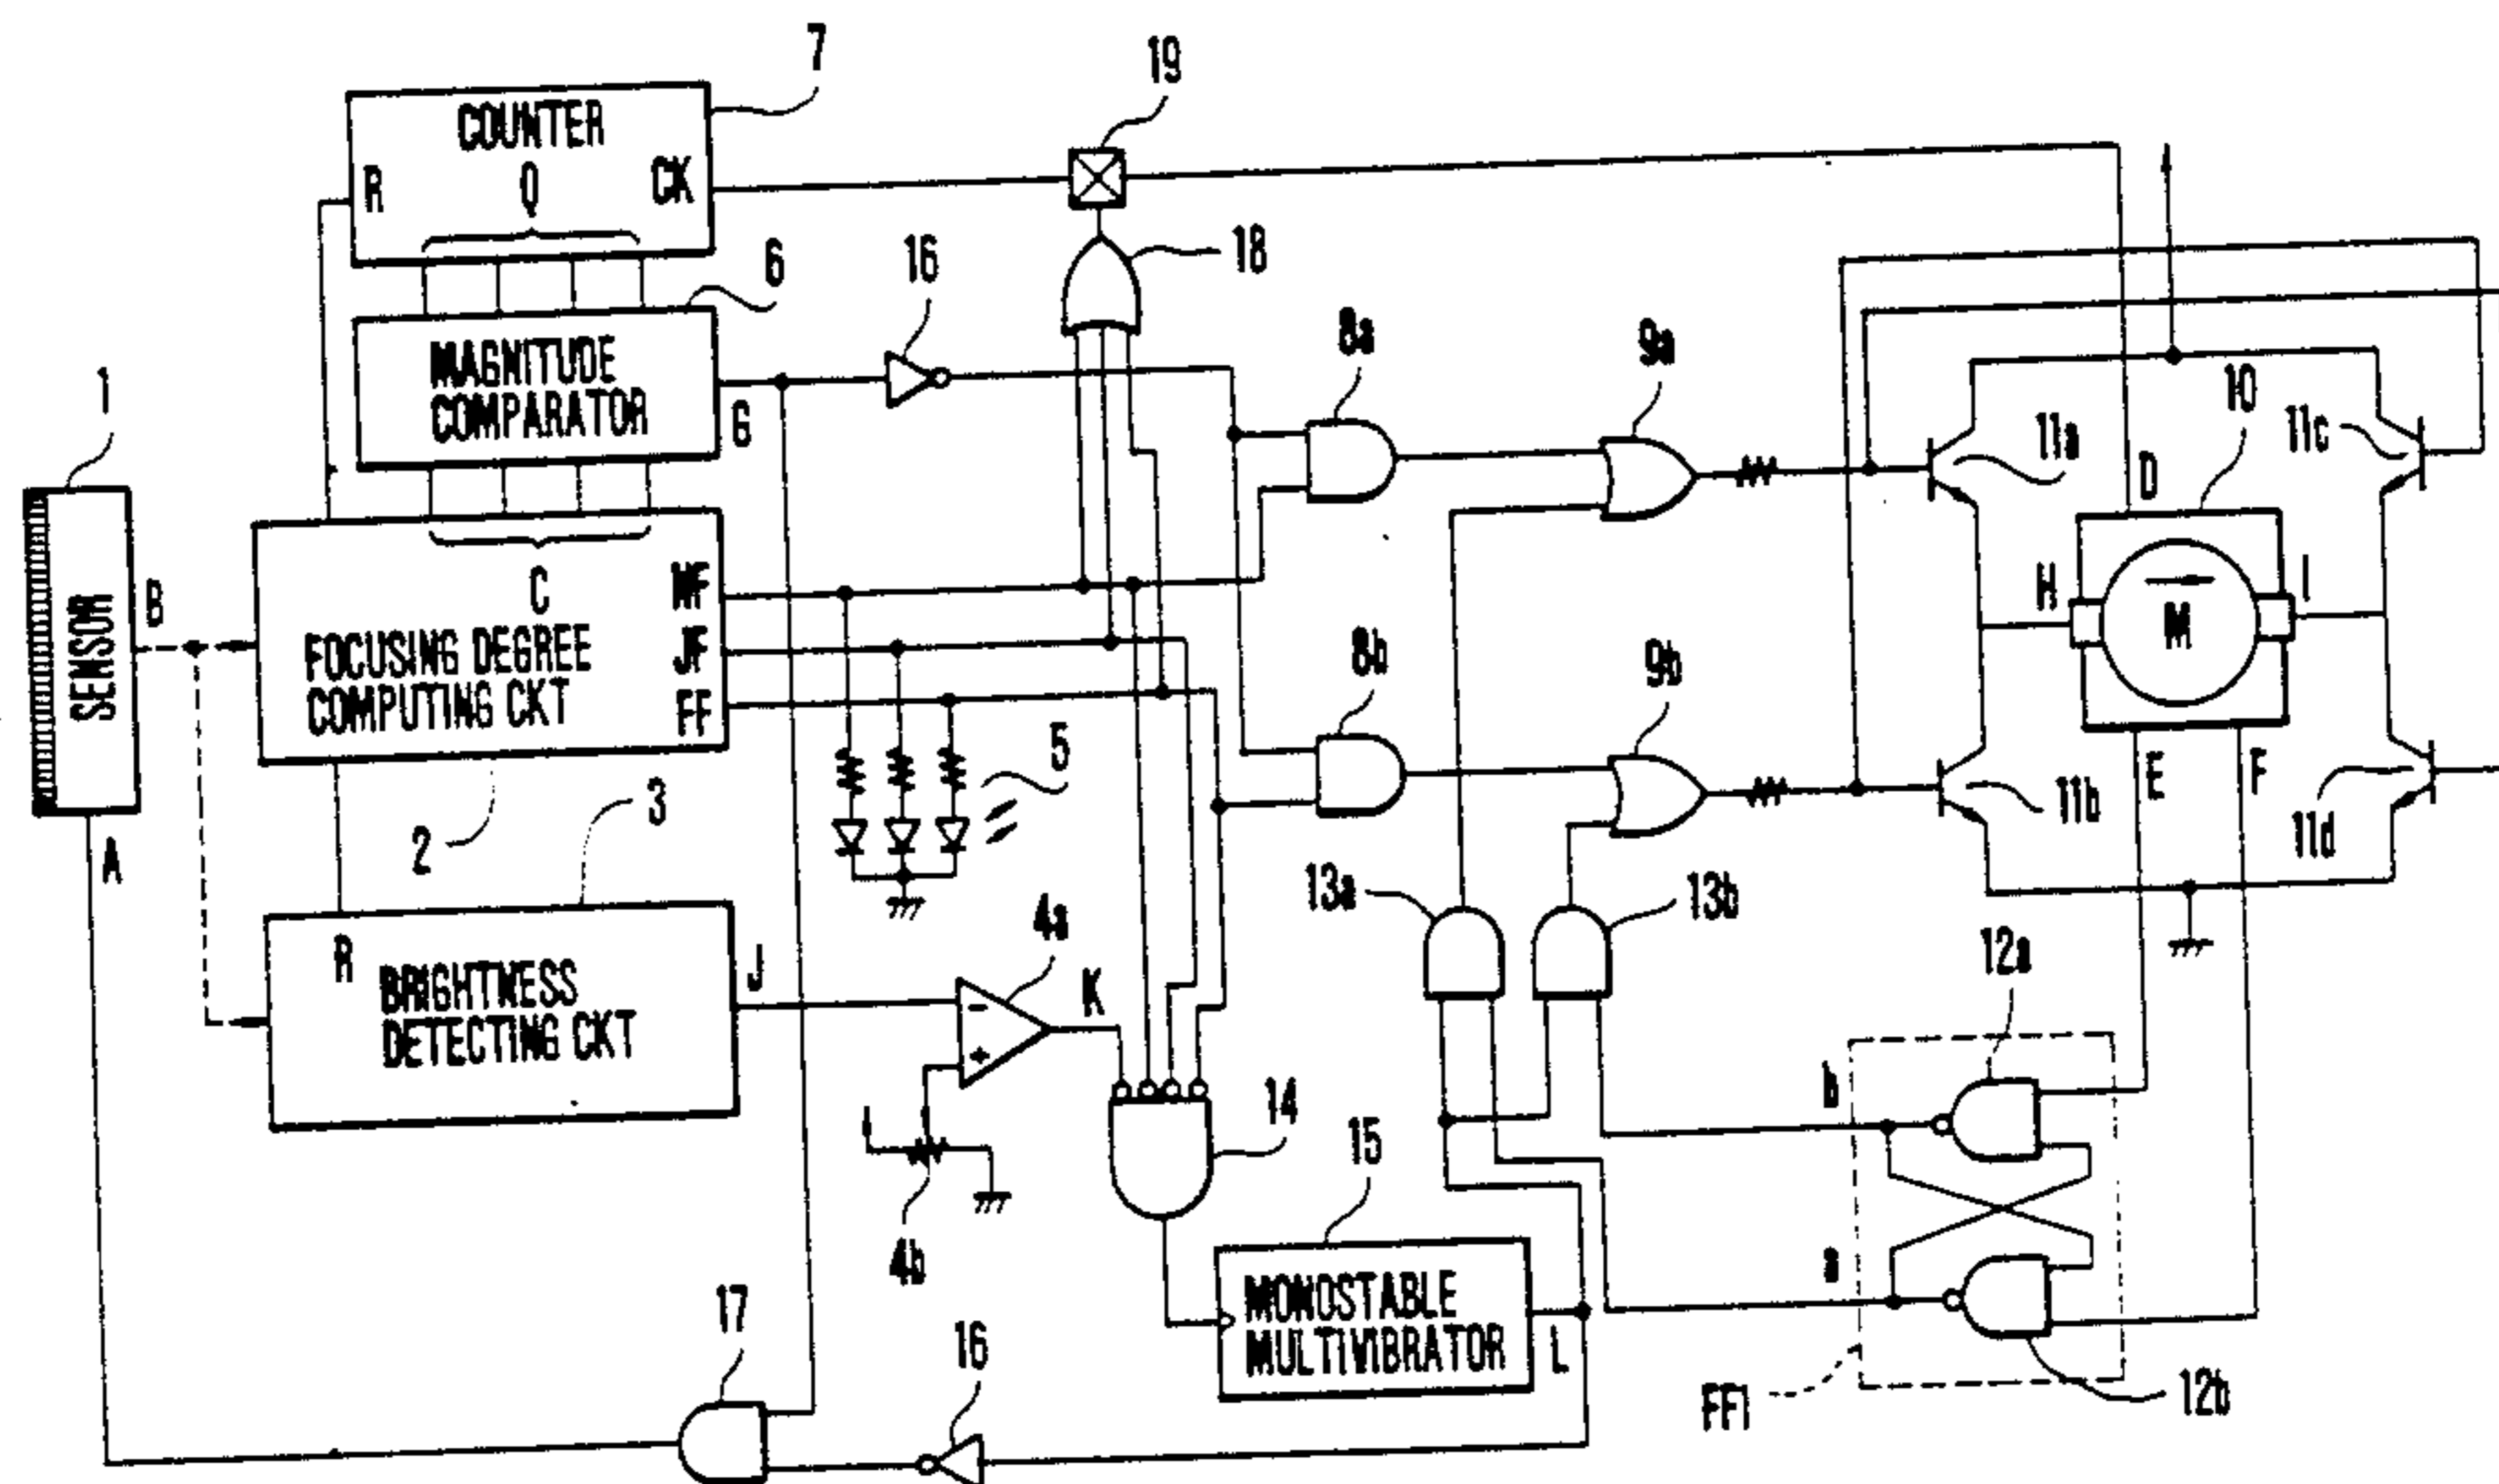 7
19
COUNTER
R
Q
CK
18
16
6
8a
9a
MAGNITUDE
COMPARATOR
G
1
10
11a
11c
D
SENSOR
B
C
NF
JF
FF
FOCUSING DEGREE
COMPUTING CKT
H
I
M
8b
9b
5
E
F
11b
11d
2
3
A
13a
13b
12a
4a
R
BRIGHTNESS
DETECTING CKT
J
K
14
b
15
4b
a
MONOSTABLE
MULTIVIBRATOR
L
17
16
FF1
12b